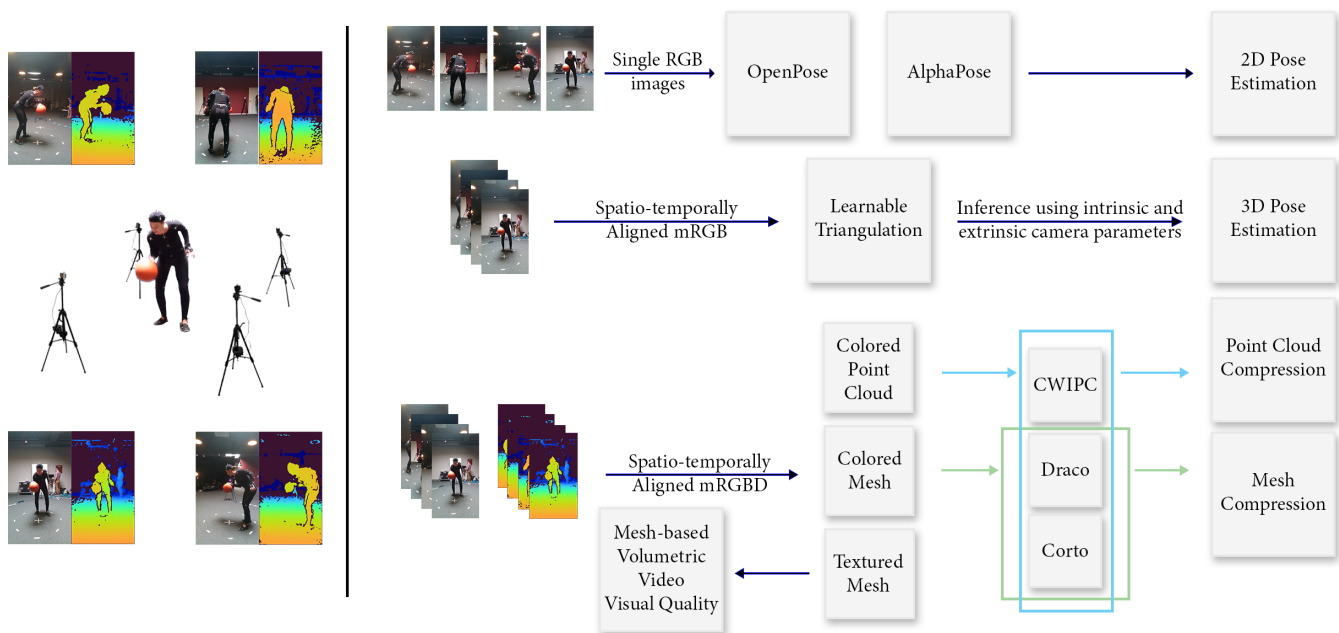 Single RGB
images
OpenPose
AlphaPose
2D Pose
Estimation
Spatio-temporally
Aligned mRGB
Learnable
Triangulation
Inference using intrinsic and
extrinsic camera parameters
3D Pose
Estimation
Colored
Point
Cloud
CWIPC
Point Cloud
Compression
Spatio-temporally
Aligned mRGBD
Colored
Mesh
Draco
Mesh
Compression
Mesh-based
Volumetric
Video
Visual Quality
Textured
Mesh
Corto